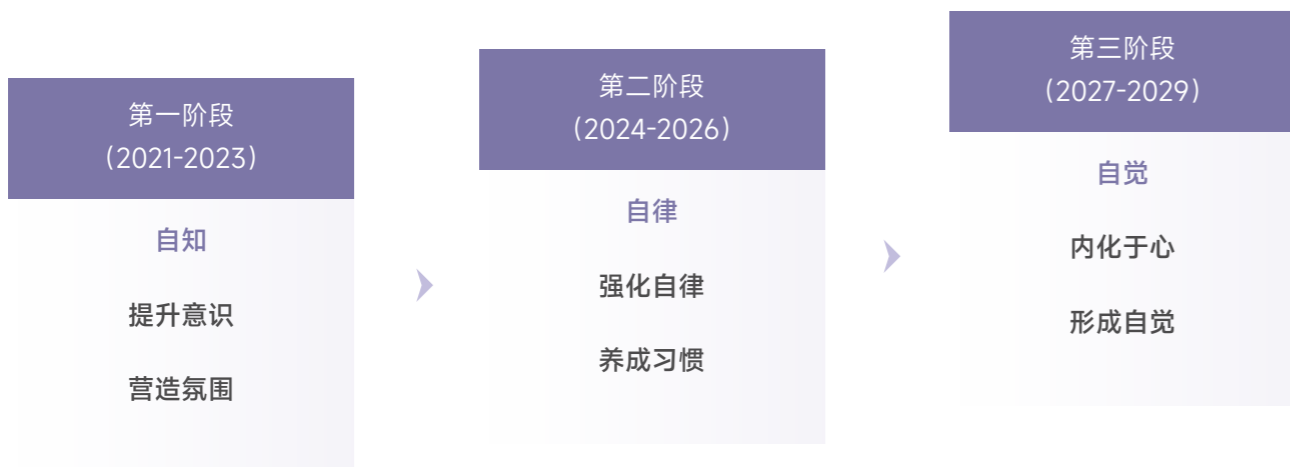 第一阶段
(2021-2023)
自知
提升意识
营造氛围
第二阶段
(2024-2026)
自律
强化自律
养成习惯
第三阶段
(2027-2029)
自觉
内化于心
形成自觉